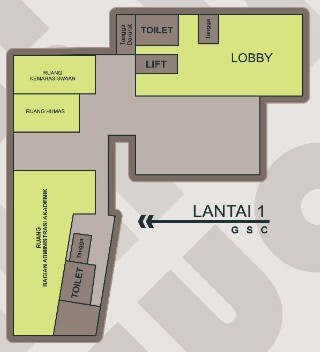 Tangga
Darurat
TOILET
Tangga
LIFT
LOBBY
RUANG
KEMAHASISWAAN
RUANG HUMAS
RUANG
BAGIAN ADMINISTRASI AKADEMIK
Tangga
TOILET
LANTAI 1
G S C